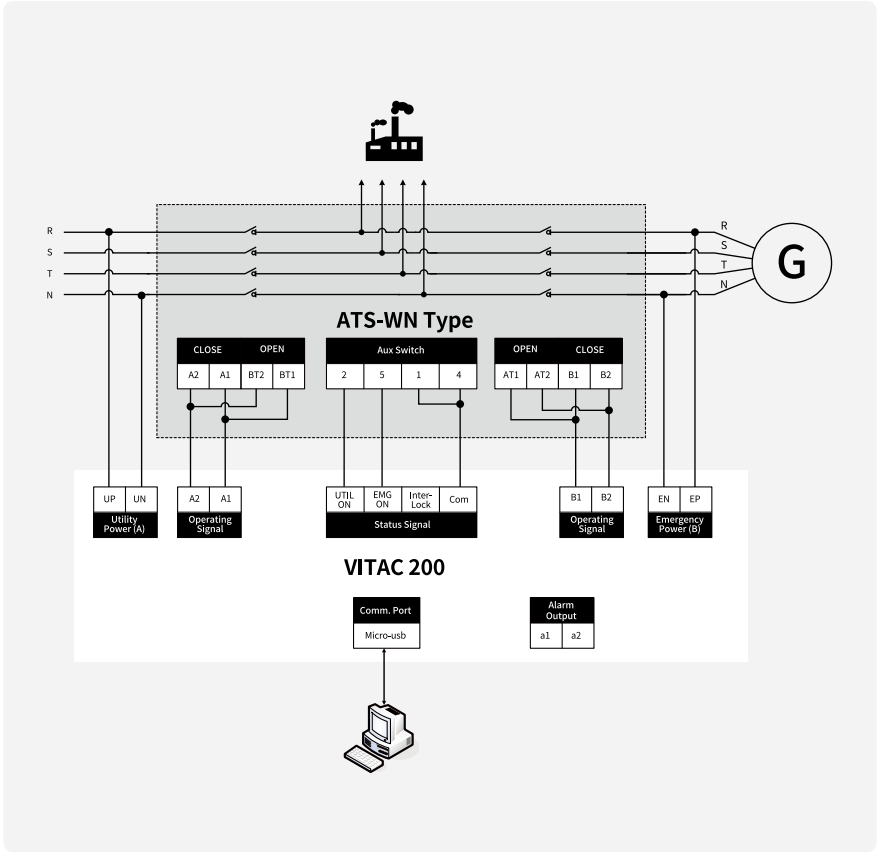 R
S
T
N
R
S
T
N
G
ATS-WN Type
CLOSE OPEN
A2 A1 BT2 BT1
Aux Switch
2 5 1 4
OPEN CLOSE
AT1 AT2 B1 B2
UP UN
Utility
Power (A)
A2 A1
Operating
Signal
UTIL
ON
EMG
ON
Inter-
Lock
Com
Status Signal
B1 B2
Operating
Signal
EN EP
Emergency
Power (B)
VITAC 200
Comm. Port
Micro-usb
Alarm
Output
a1 a2